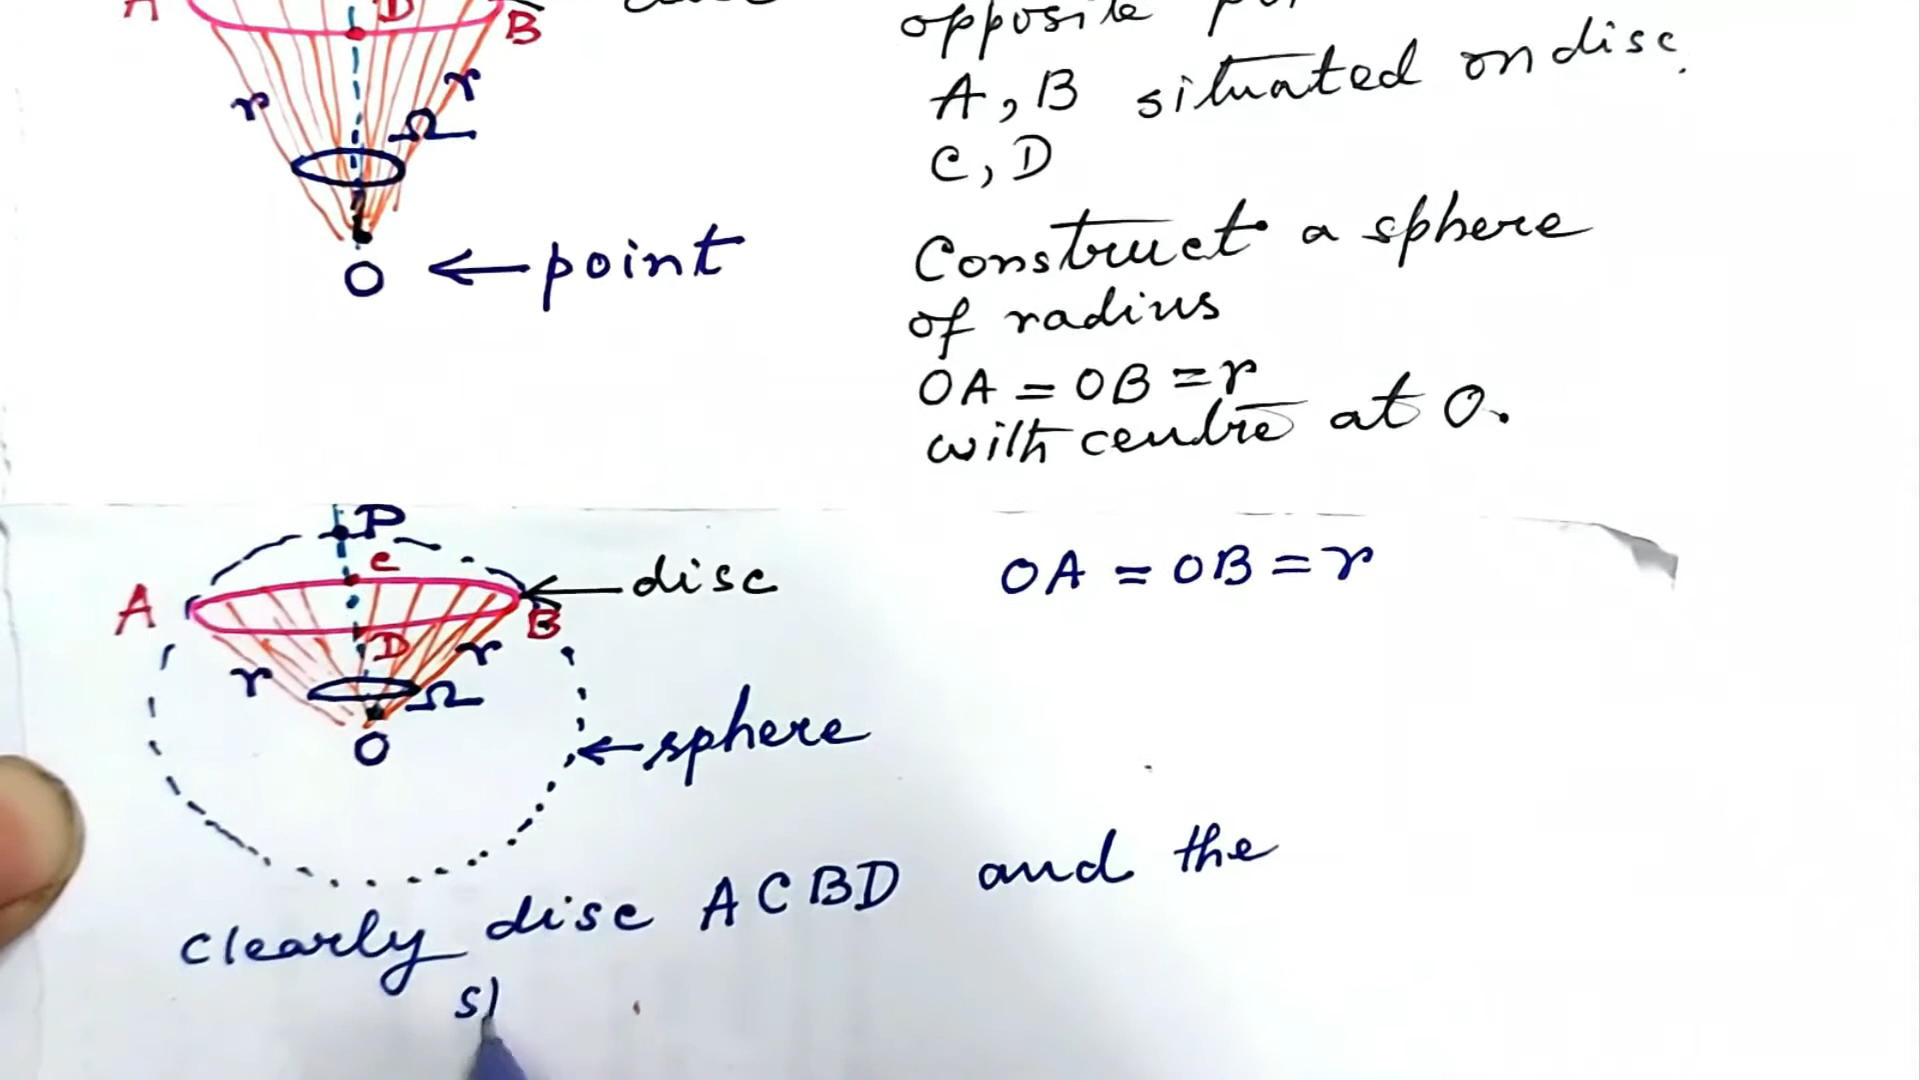 A
D
B
opposite
r
r
Ω
A, B situated on disc.
C, D
O ← point
Construct a sphere
of radius
OA = OB = r
with centre at O.
P
C
A
← disc
B
D
r
r
Ω
O
← sphere
OA = OB = r
clearly disc ACBD and the